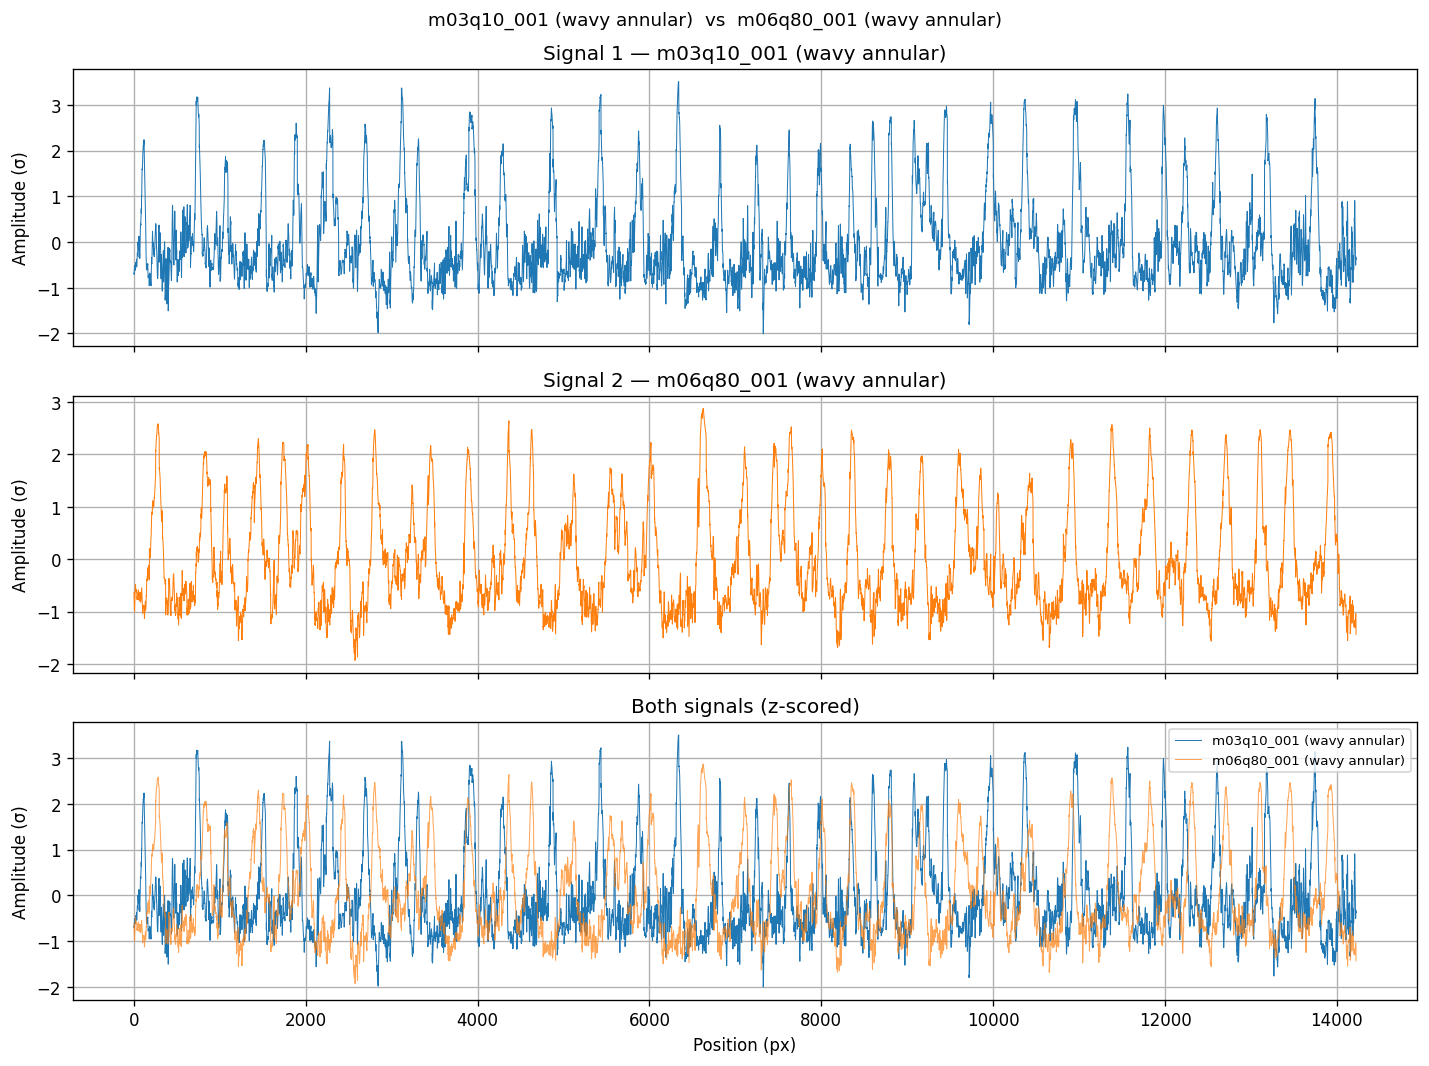 m03q10_001 (wavy annular)  vs  m06q80_001 (wavy annular)
Signal 1 — m03q10_001 (wavy annular)
Amplitude (σ)
3
2
1
0
−1
−2
Signal 2 — m06q80_001 (wavy annular)
Amplitude (σ)
3
2
1
0
−1
−2
Both signals (z-scored)
m03q10_001 (wavy annular)
m06q80_001 (wavy annular)
Amplitude (σ)
3
2
1
0
−1
−2
0 2000 4000 6000 8000 10000 12000 14000
Position (px)